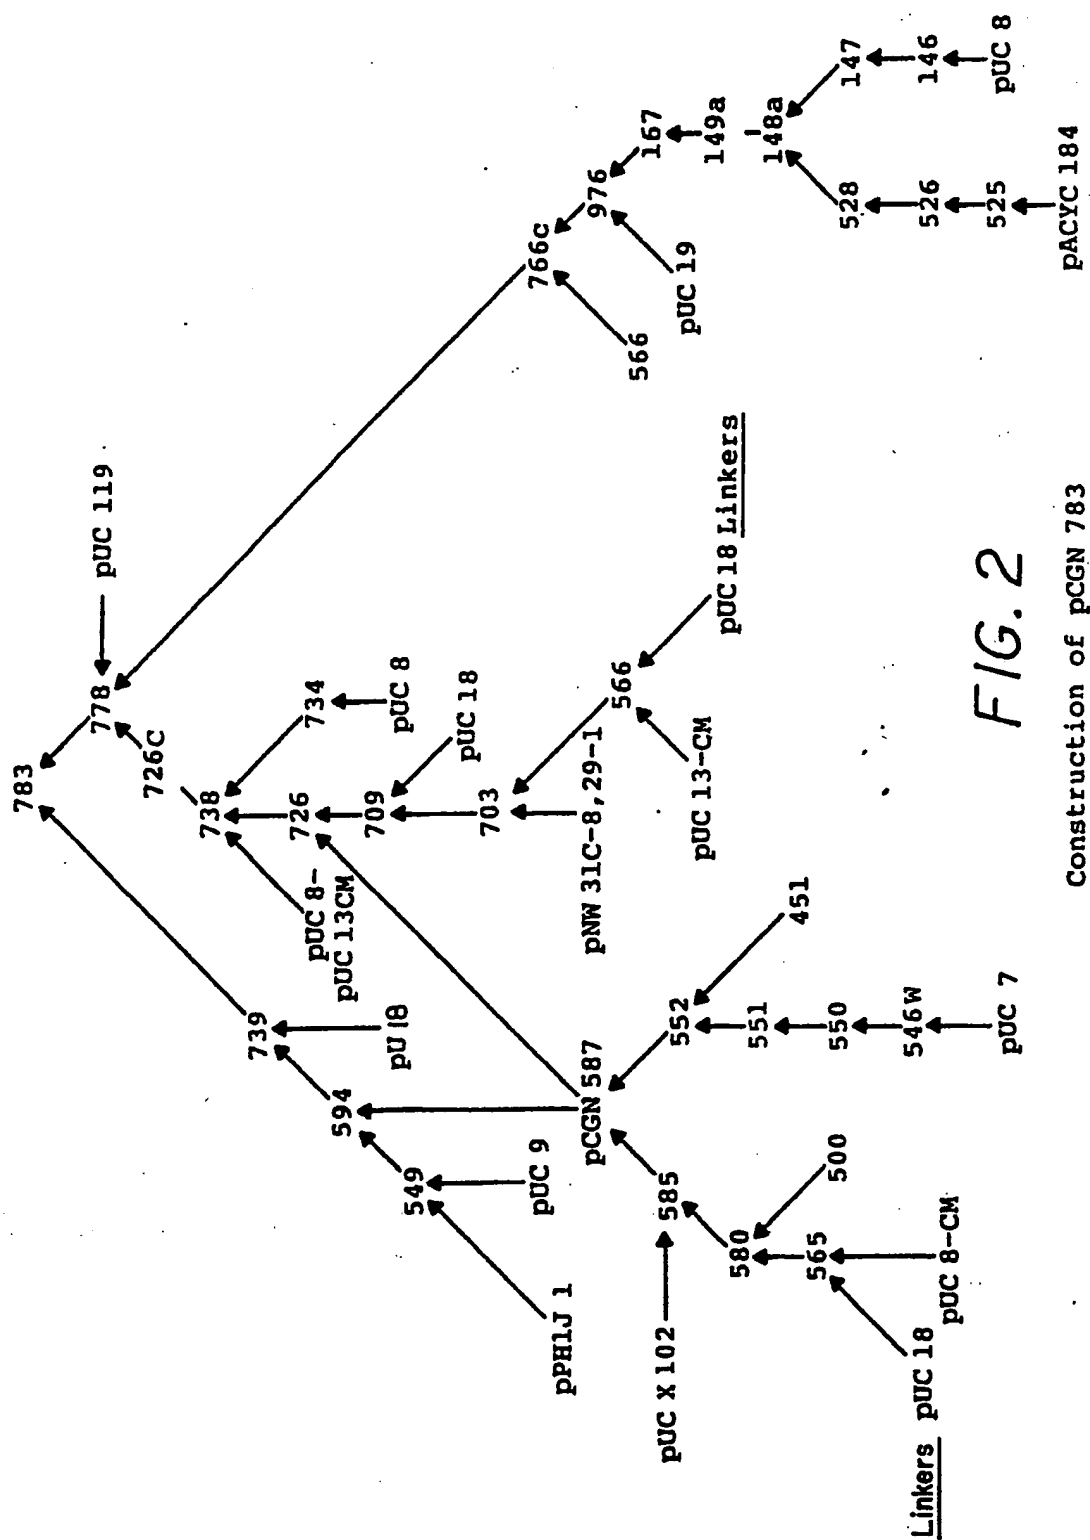 783
778
pUC 119
726C
739
738
734
766c
pU 18
pUC 8-
pUC 13CM
726
pUC 8
594
709
pUC 18
976
167
566
pUC 19
549
703
149a
pPH1J 1
pUC 9
pCGN 587
pNW 31C-8, 29-1
566
148a
pUC X 102
585
552
pUC 13-CM
pUC 18 Linkers
580
500
551
451
528
147
565
550
526
146
Linkers pUC 18
pUC 8-CM
546W
525
pUC 8
pUC 7
pACYC 184
FIG. 2
Construction of pCGN 783